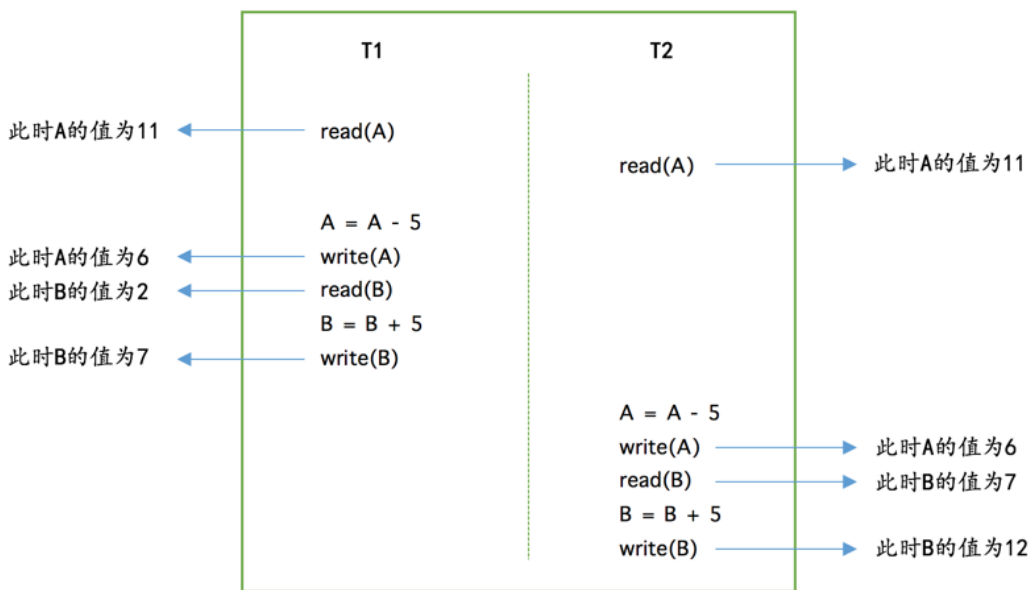 T1 T2
此时A的值为11 read(A)
read(A) 此时A的值为11
A = A - 5
此时A的值为6 write(A)
此时B的值为2 read(B)
B = B + 5
此时B的值为7 write(B)
A = A - 5
write(A) 此时A的值为6
read(B) 此时B的值为7
B = B + 5
write(B) 此时B的值为12